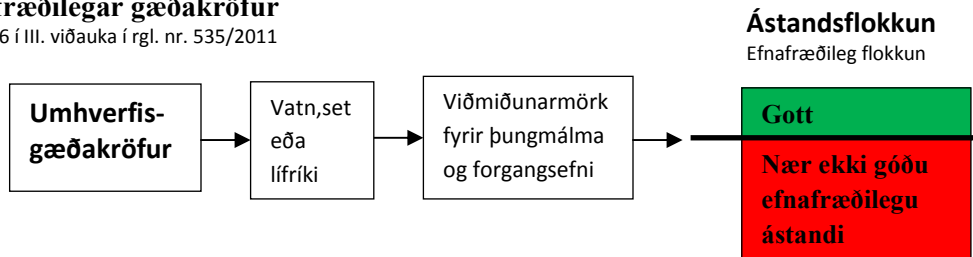 fræðilegar gæðakröfur
6 í III. viðauka í rgl. nr. 535/2011
Ástandsflokkun
Efnafræðileg flokkun
Umhverfis-
gæðakröfur
Vatn,set
eða
lífríki
Viðmiðunarmörk
fyrir þungmálma
og forgangsefni
Gott
Nær ekki góðu
efnafræðilegu
ástandi